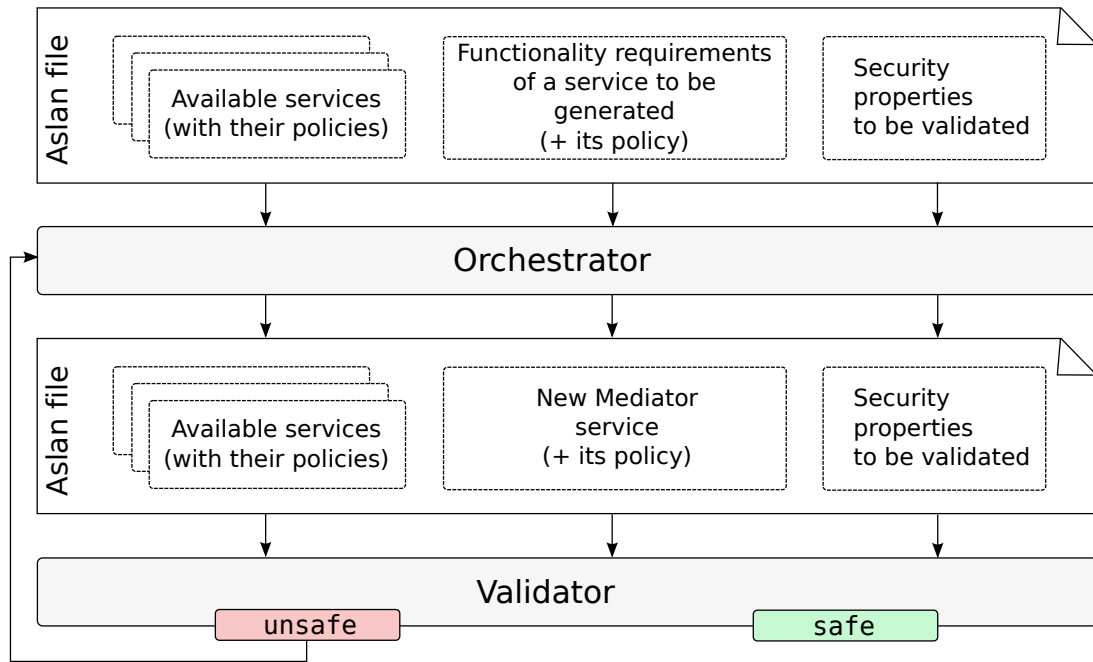 Aslan file
Available services
(with their policies)
Functionality requirements
of a service to be
generated
(+ its policy)
Security
properties
to be validated
Orchestrator
Aslan file
Available services
(with their policies)
New Mediator
service
(+ its policy)
Security
properties
to be validated
Validator
unsafe
safe